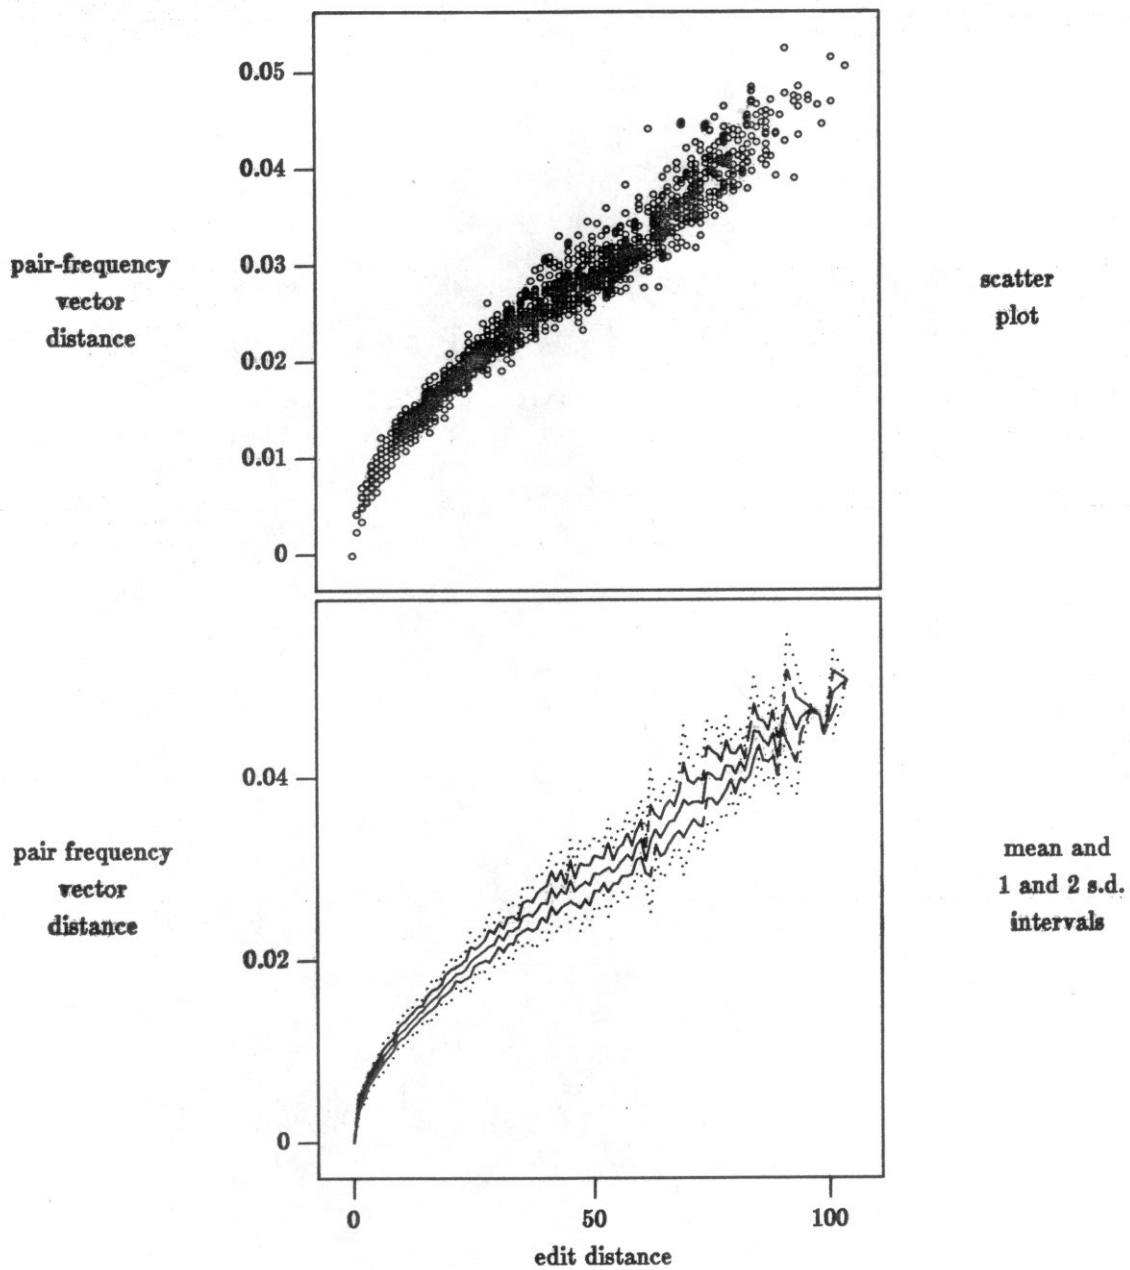 0.05
0.04
pair-frequency
vector
distance
0.03
0.02
0.01
0
scatter
plot
pair frequency
vector
distance
0.04
0.02
0
mean and
1 and 2 s.d.
intervals
0
50
100
edit distance